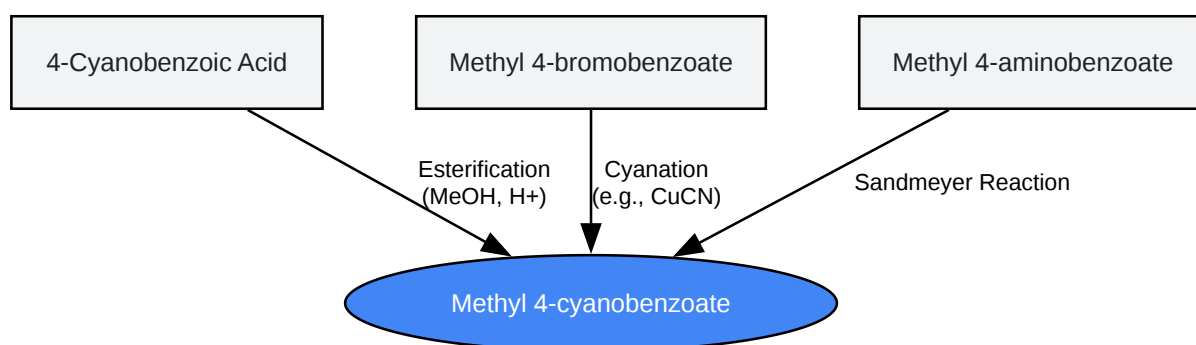 4-Cyanobenzoic Acid
Methyl 4-bromobenzoate
Methyl 4-aminobenzoate
Esterification
(MeOH, H+)
Cyanation
(e.g., CuCN)
Sandmeyer Reaction
Methyl 4-cyanobenzoate